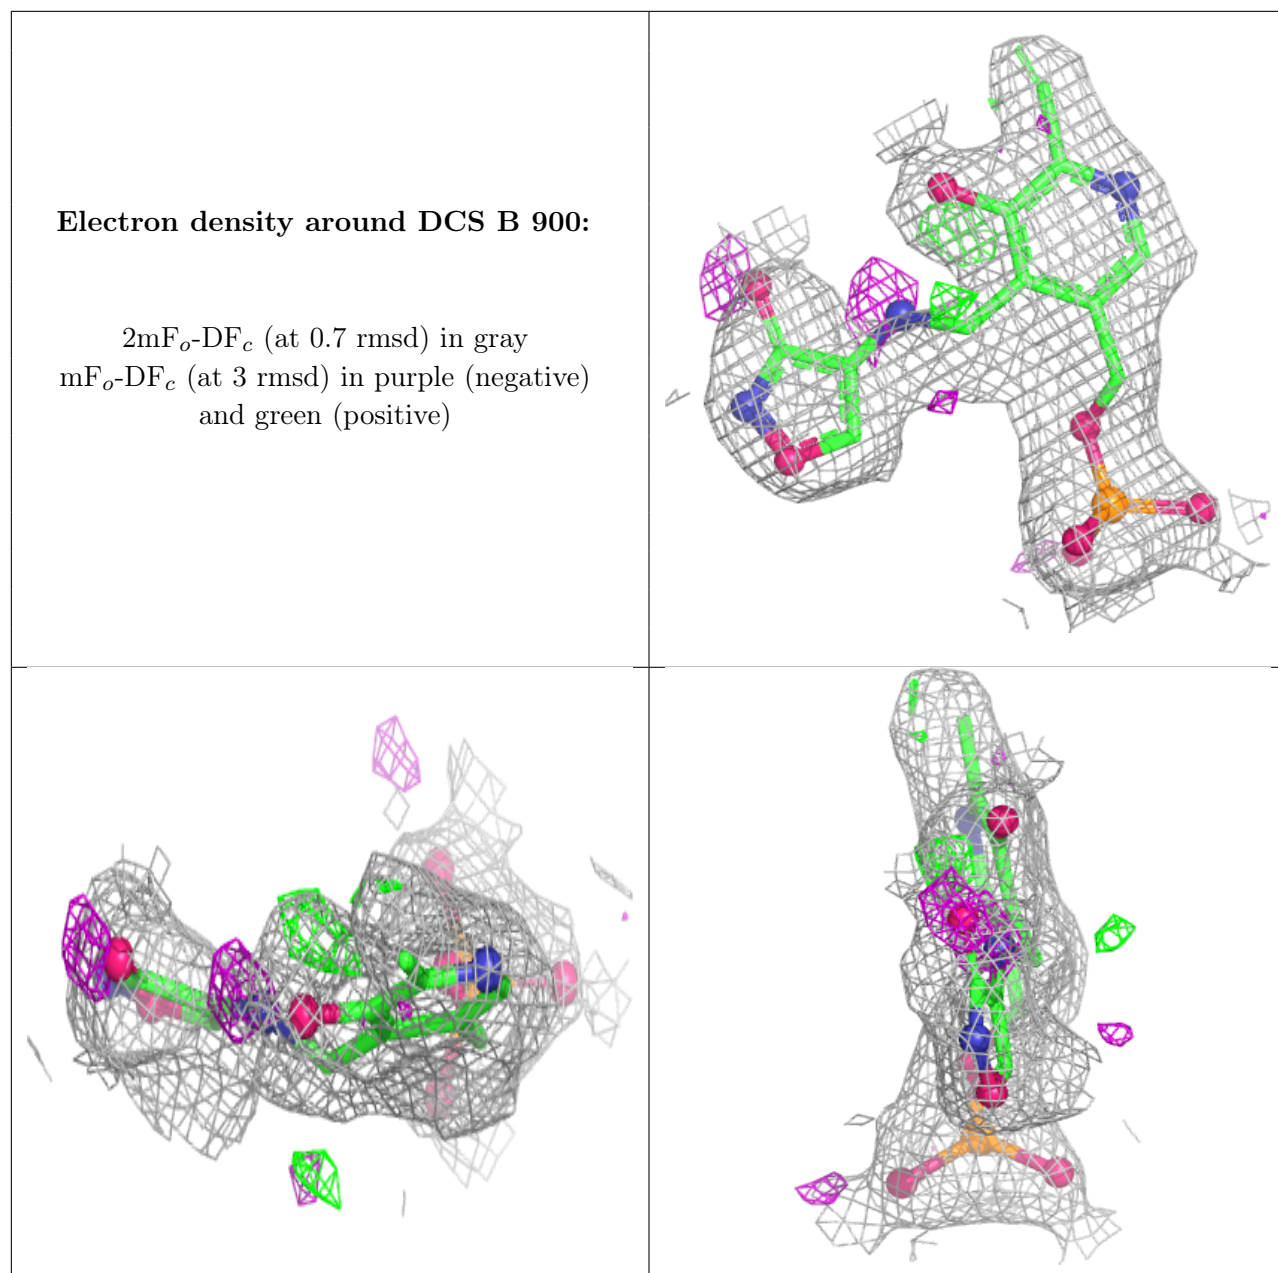 Electron density around DCS B 900:
2mFₒ-DF𝒸 (at 0.7 rmsd) in gray
mFₒ-DF𝒸 (at 3 rmsd) in purple (negative)
and green (positive)